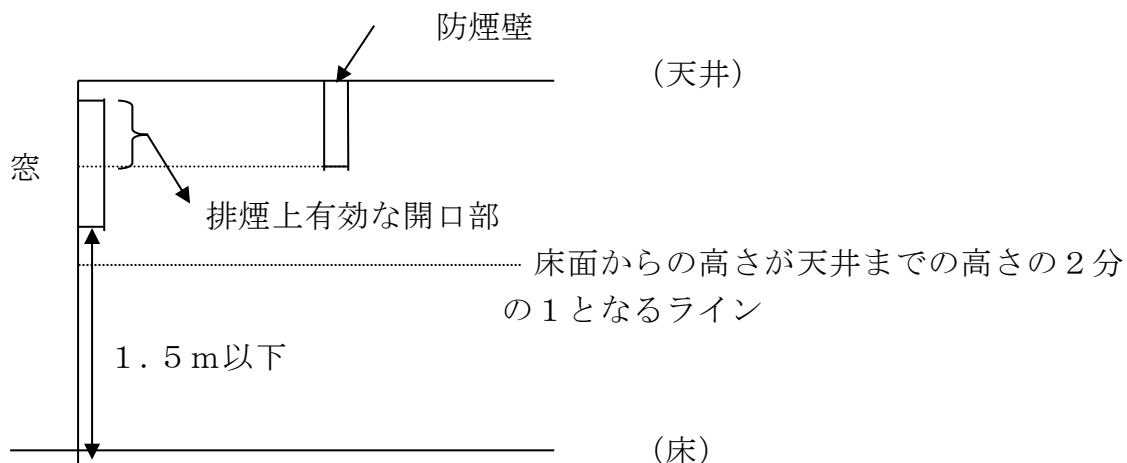 防煙壁
(天井)
窓
排煙上有効な開口部
床面からの高さが天井までの高さの2分
の1となるライン
1.5m以下
(床)